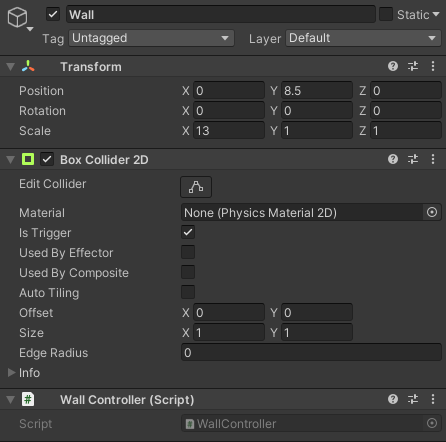 Wall Static
Tag Untagged Layer Default
Transform
Position X 0 Y 8.5 Z 0
Rotation X 0 Y 0 Z 0
Scale X 13 Y 1 Z 1
Box Collider 2D
Edit Collider
Material None (Physics Material 2D)
Is Trigger
Used By Effector
Used By Composite
Auto Tiling
Offset X 0 Y 0
Size X 1 Y 1
Edge Radius 0
Info
# Wall Controller (Script)
Script # WallController